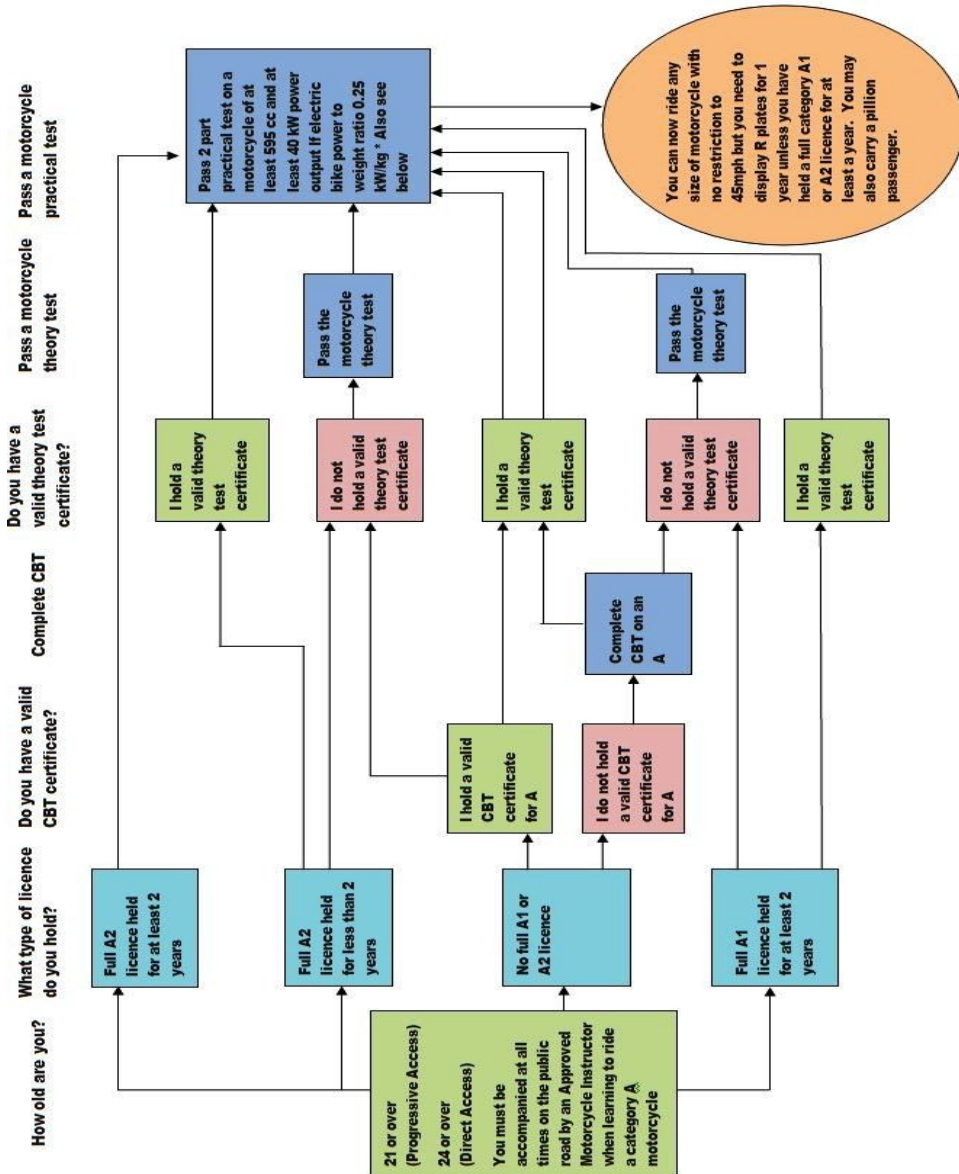 How old are you?
What type of licence
do you hold?
Do you have a valid
CBT certificate?
Complete CBT
Do you have a
valid theory test
certificate?
Pass a motorcycle
theory test
Pass a motorcycle
practical test
21 or over
(Progressive Access)
24 or over
(Direct Access)
You must be
accompanied at all
times on the public
road by an Approved
Motorcycle Instructor
when learning to ride
a category A
motorcycle
Full A2
licence held
for at least 2
years
Full A2
licence held
for less than 2
years
No full A1 or
A2 licence
Full A1
licence held
for at least 2
years
I hold a valid
CBT
certificate
for A
I do not hold
a valid CBT
certificate
for A
Complete
CBT on an
A
I hold a
valid theory
test
certificate
I do not
hold a valid
theory test
certificate
I hold a
valid theory
test
certificate
I do not
hold a valid
theory test
certificate
I hold a
valid theory
test
certificate
Pass the
motorcycle
theory test
Pass the
motorcycle
theory test
Pass 2 part
practical test on a
motorcycle of at
least 595 cc and at
least 40 kW power
output If electric
bike power to
weight ratio 0.25
kW/kg * Also see
below
You can now ride any
size of motorcycle with
no restriction to
45mph but you need to
display R plates for 1
year unless you have
held a full category A1
or A2 licence for at
least a year. You may
also carry a pillion
passenger.